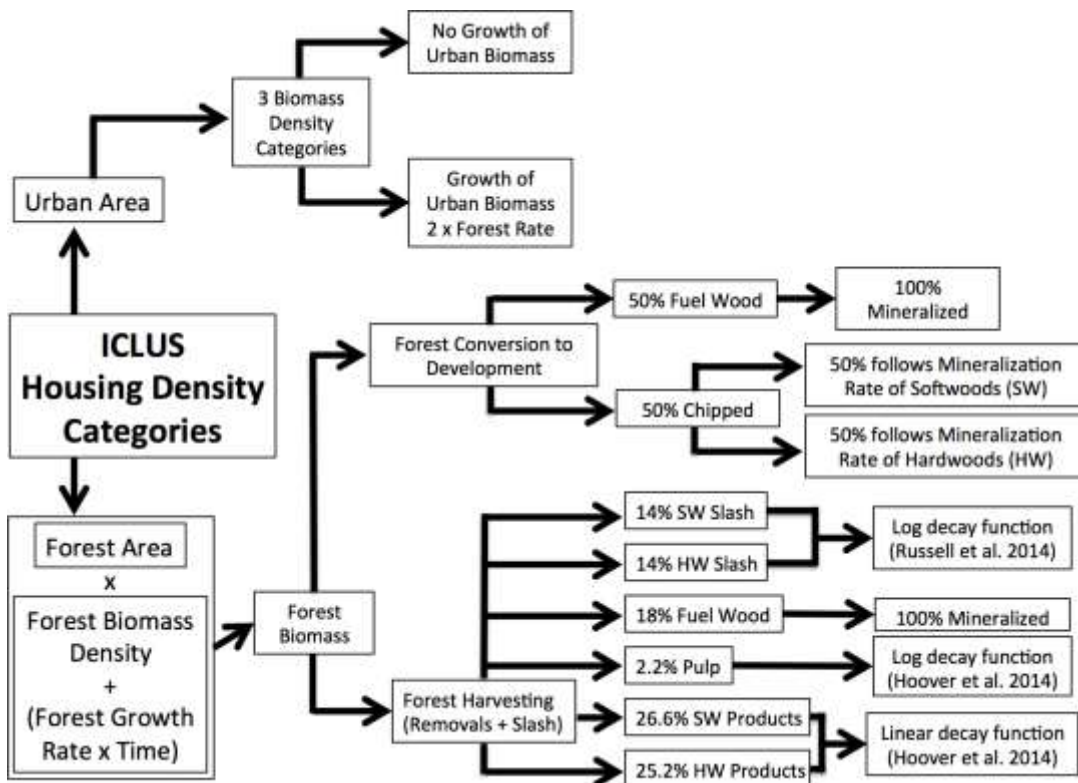 No Growth of
Urban Biomass
3 Biomass
Density
Categories
Urban Area
Growth of
Urban Biomass
2 x Forest Rate
ICLUS
Housing Density
Categories
50% Fuel Wood
100%
Mineralized
Forest Conversion to
Development
50% Chipped
50% follows Mineralization
Rate of Softwoods (SW)
50% follows Mineralization
Rate of Hardwoods (HW)
Forest Area
x
Forest Biomass
Density
+
(Forest Growth
Rate x Time)
Forest
Biomass
Forest Harvesting
(Removals + Slash)
14% SW Slash
14% HW Slash
Log decay function
(Russell et al. 2014)
18% Fuel Wood
100% Mineralized
2.2% Pulp
Log decay function
(Hoover et al. 2014)
26.6% SW Products
25.2% HW Products
Linear decay function
(Hoover et al. 2014)